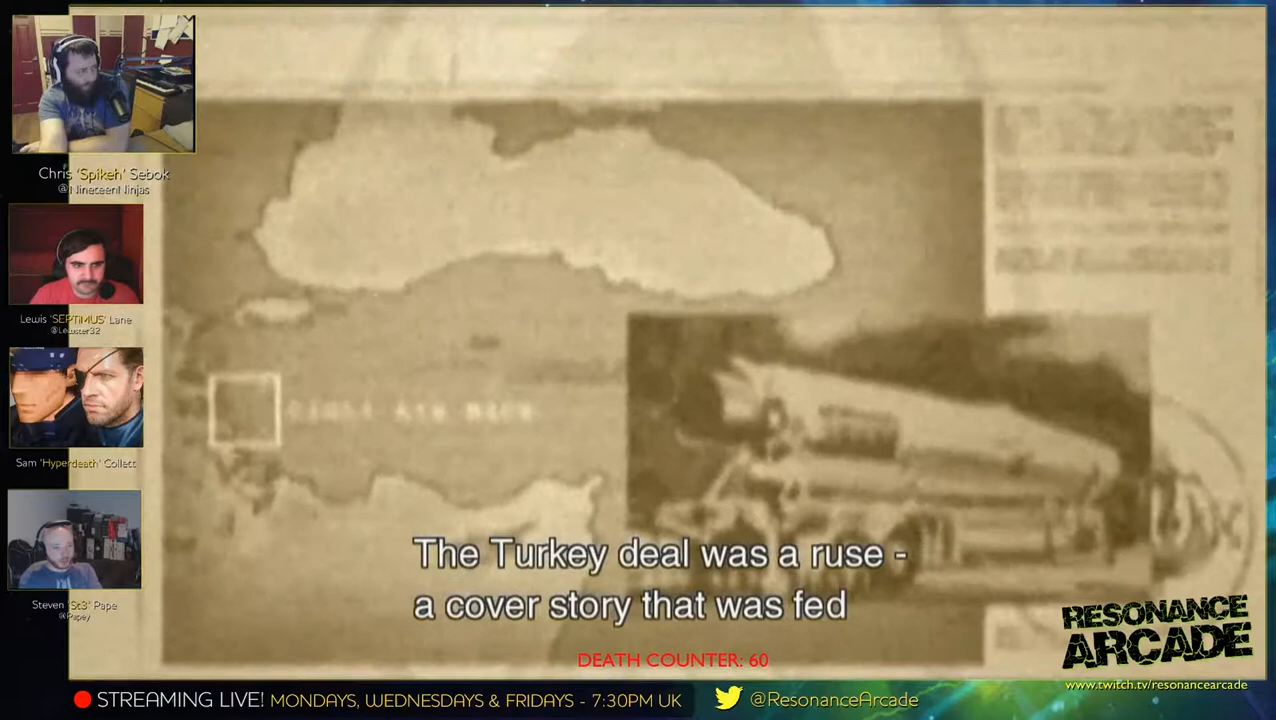 Chris 'Spikeh' Sebok
@NineteenNinjas
Lewis 'SEPTiMUS' Lane
@Lewster32
Sam 'Hyperdeath' Collett
Steven 'St3' Pape
@Papey
The Turkey deal was a ruse -
a cover story that was fed
DEATH COUNTER: 60
RESONANCE
ARCADE
www.twitch.tv/resonancearcade
STREAMING LIVE! MONDAYS, WEDNESDAYS & FRIDAYS - 7:30PM UK
@ResonanceArcade